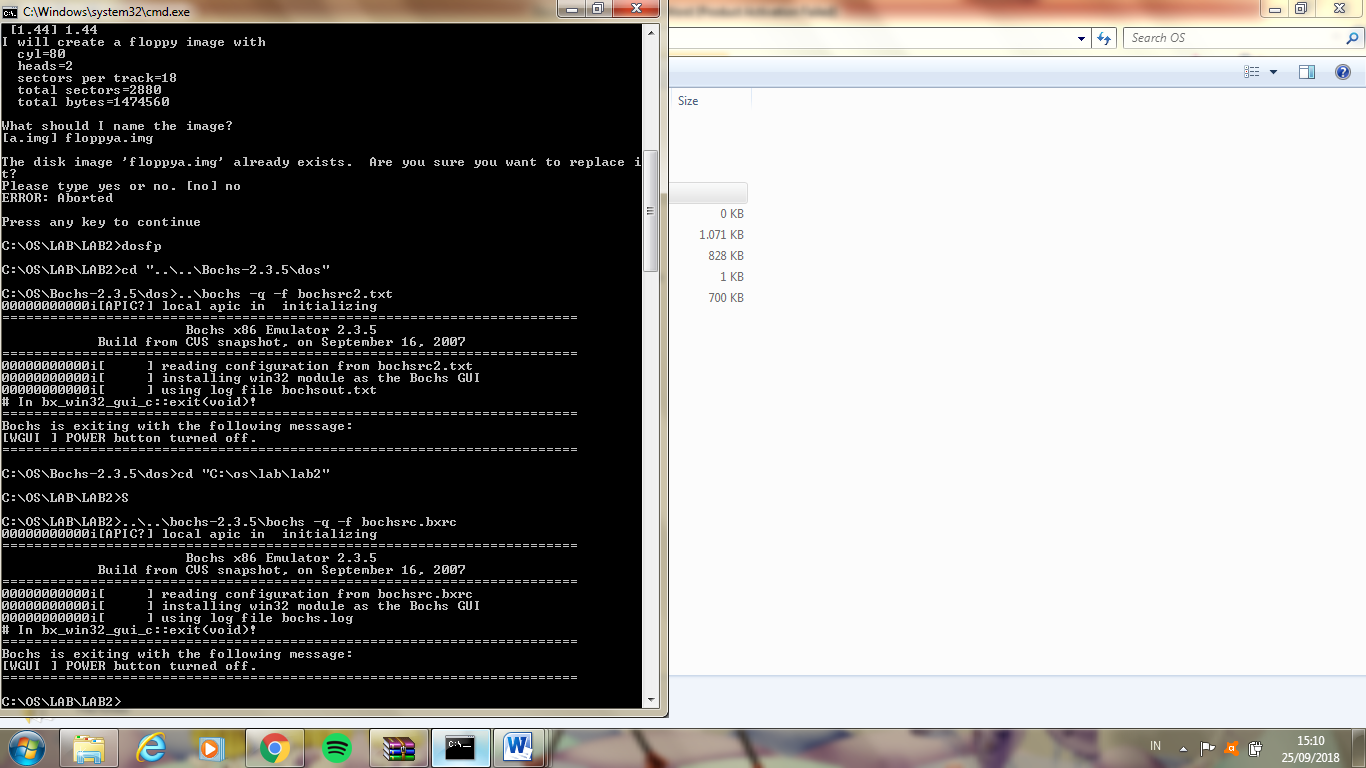 C:\Windows\system32\cmd.exe
[1.44] 1.44
I will create a floppy image with
cyl=80
heads=2
sectors per track=18
total sectors=2880
total bytes=1474560
What should I name the image?
[a.img] floppya.img
The disk image 'floppya.img' already exists.  Are you sure you want to replace i
t?
Please type yes or no. [no] no
ERROR: Aborted
Press any key to continue
C:\OS\LAB\LAB2>dosfp
C:\OS\LAB\LAB2>cd "..\..\Bochs-2.3.5\dos"
C:\OS\Bochs-2.3.5\dos>..\bochs -q -f bochsrc2.txt
00000000000i[APIC?] local apic in  initializing
========================================================================
Bochs x86 Emulator 2.3.5
Build from CVS snapshot, on September 16, 2007
========================================================================
00000000000i[     ] reading configuration from bochsrc2.txt
00000000000i[     ] installing win32 module as the Bochs GUI
00000000000i[     ] using log file bochsout.txt
# In bx_win32_gui_c::exit(void)!
========================================================================
Bochs is exiting with the following message:
[WGUI ] POWER button turned off.
========================================================================
C:\OS\Bochs-2.3.5\dos>cd "C:\os\lab\lab2"
C:\OS\LAB\LAB2>S
C:\OS\LAB\LAB2>..\..\bochs-2.3.5\bochs -q -f bochsrc.bxrc
00000000000i[APIC?] local apic in  initializing
========================================================================
Bochs x86 Emulator 2.3.5
Build from CVS snapshot, on September 16, 2007
========================================================================
00000000000i[     ] reading configuration from bochsrc.bxrc
00000000000i[     ] installing win32 module as the Bochs GUI
00000000000i[     ] using log file bochs.log
# In bx_win32_gui_c::exit(void)!
========================================================================
Bochs is exiting with the following message:
[WGUI ] POWER button turned off.
========================================================================
C:\OS\LAB\LAB2>
(Product Activation Failed)
Search OS
Size
0 KB
1.071 KB
828 KB
1 KB
700 KB
IN
15:10
25/09/2018